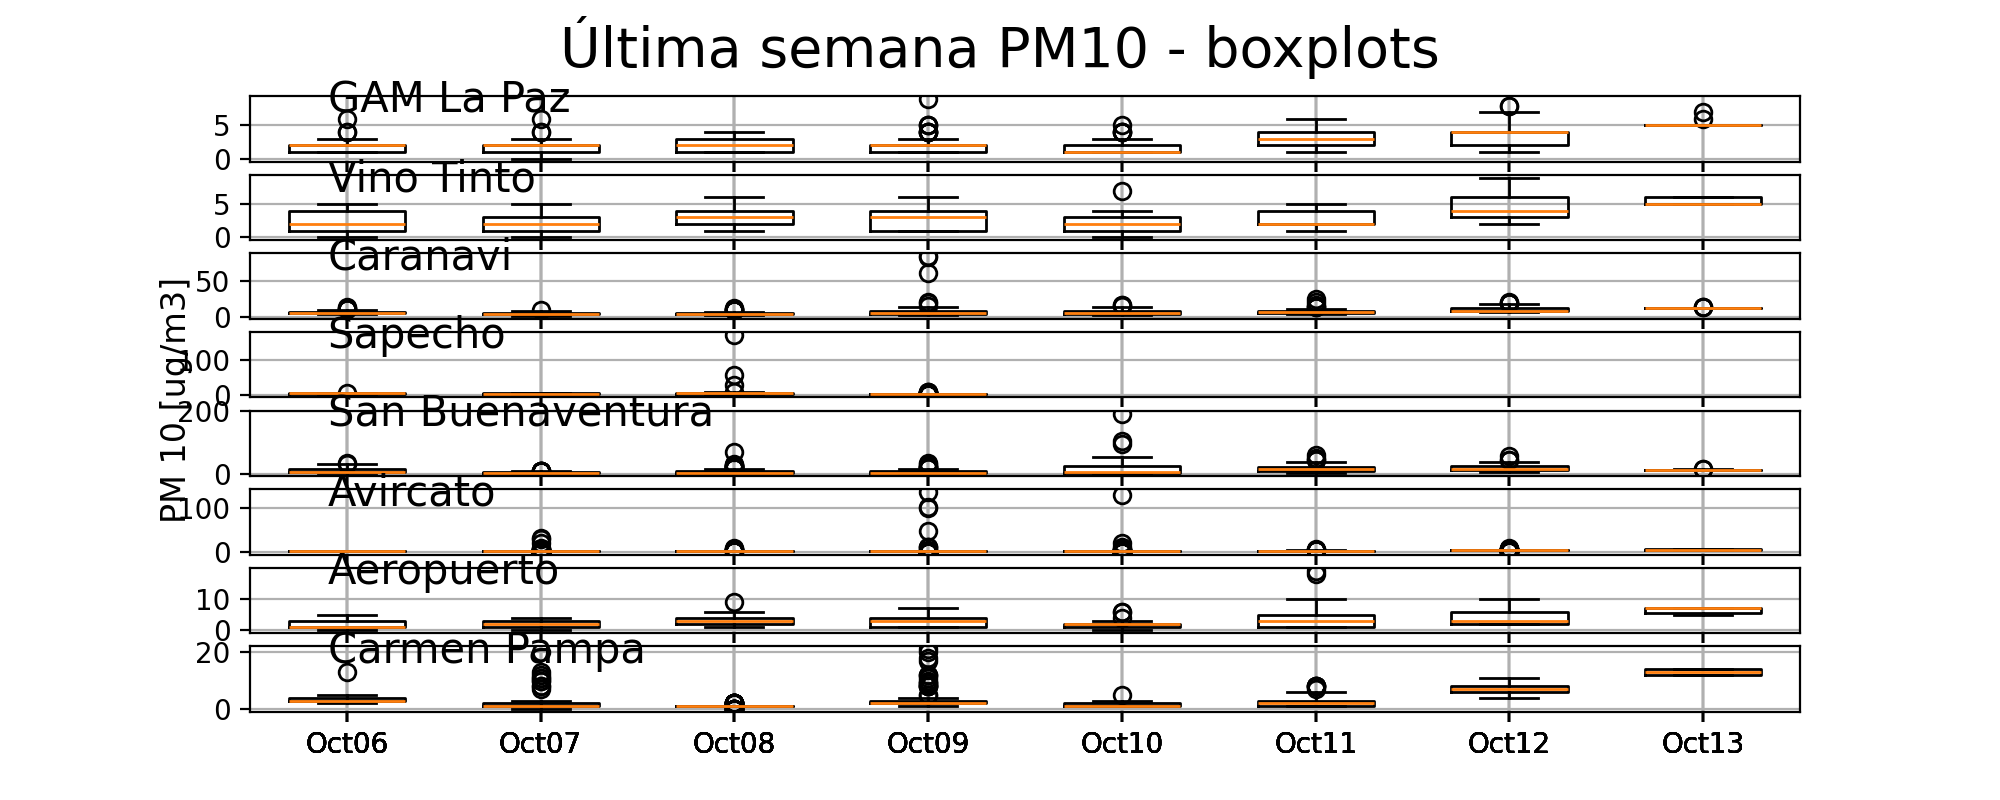 Última semana PM10 - boxplots
GAM La Paz
5
0
Vino Tinto
5
0
Caranavi
50
0
Sapecho
100
0
San Buenaventura
200
0
Avircato
100
0
Aeropuerto
10
0
Carmen Pampa
20
0
PM 10 [ug/m3]
Oct06 Oct07 Oct08 Oct09 Oct10 Oct11 Oct12 Oct13